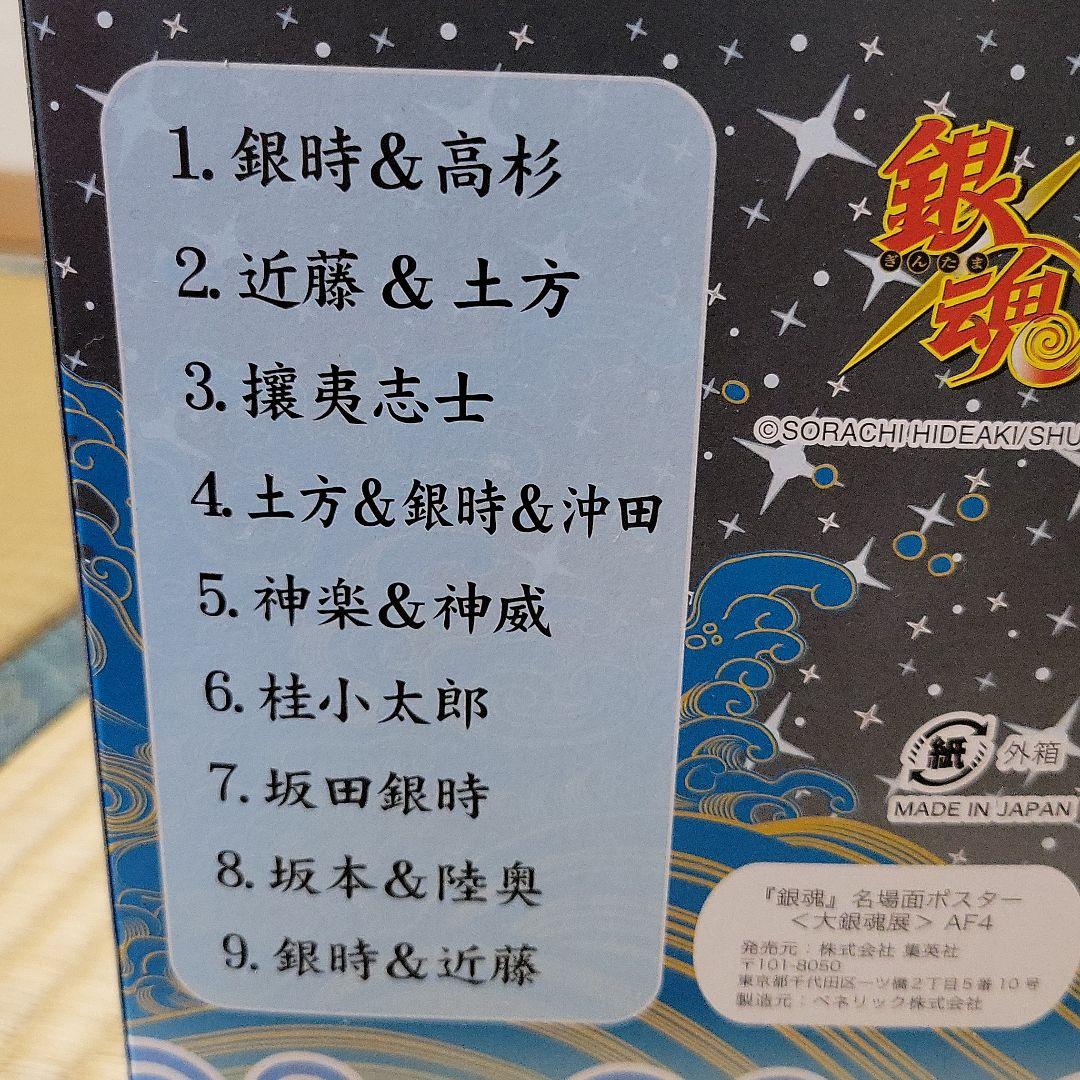 1. 銀時&高杉
2. 近藤 & 土方
3. 攘夷志士
4. 土方&銀時&沖田
5. 神楽&神威
6. 桂小太郎
7. 坂田銀時
8. 坂本&陸奥
9. 銀時&近藤
銀
ぎんたま
魂
©SORACHI HIDEAKI/SHU
紙 外箱
MADE IN JAPAN
『銀魂』名場面ポスター
<大銀魂展> AF4
発売元:株式会社 集英社
〒101-8050
東京都千代田区一ツ橋2丁目5番10号
製造元:ベネリック株式会社